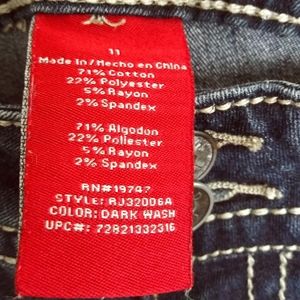 11
Made in/Hecho en China
71% Cotton
22% Polyester
5% Rayon
2% Spandex
71% Algodon
22% Poliester
5% Rayon
2% Spandex
RN#19747
STYLE: RJ32006A
COLOR: DARK WASH
UPC#: 72821332316